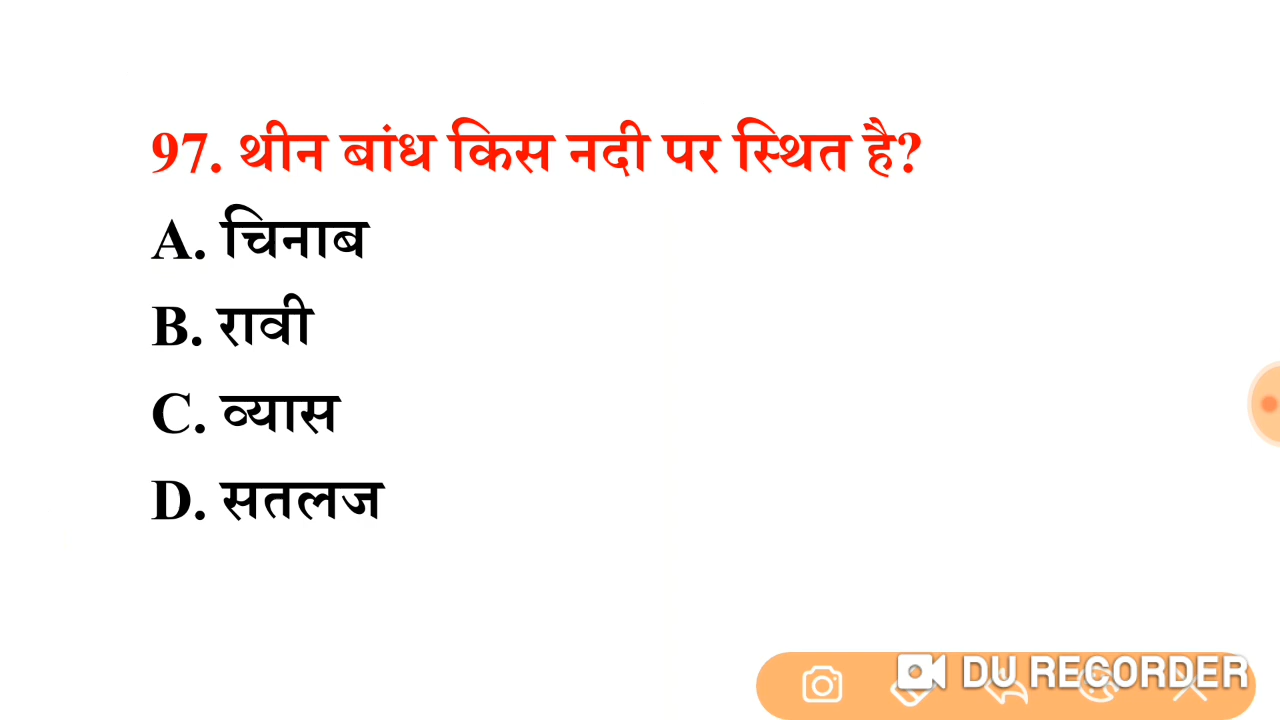 97. थीन बांध किस नदी पर स्थित है?
A. चिनाब
B. रावी
C. व्यास
D. सतलज
DU RECORDER